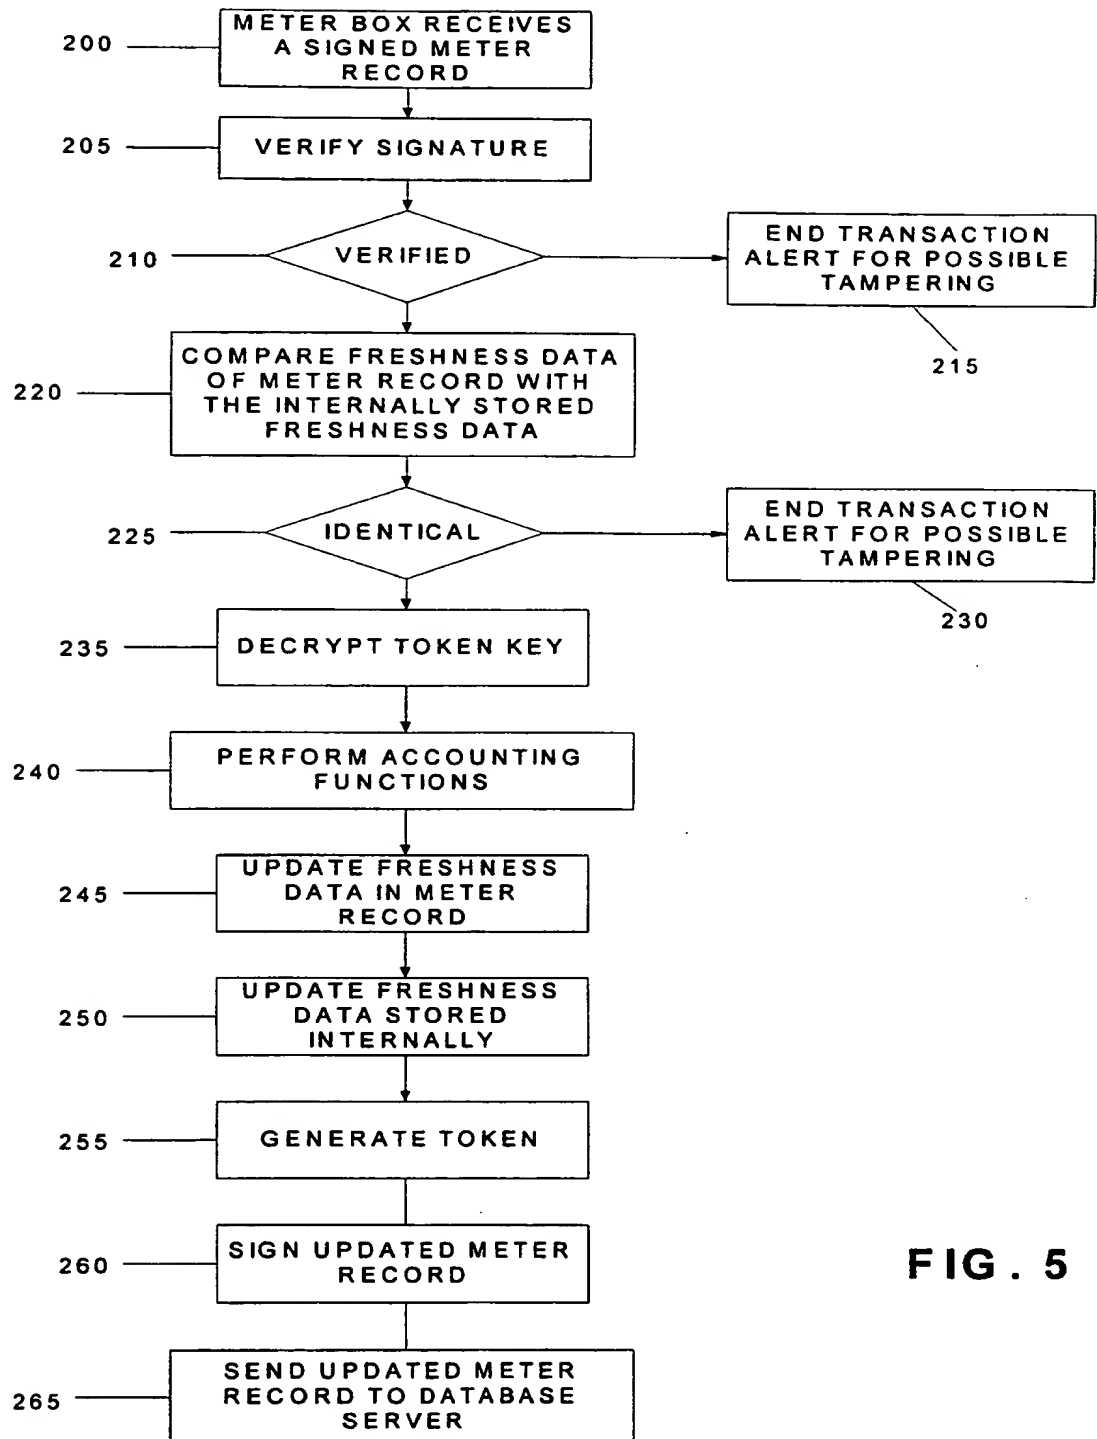 200
METER BOX RECEIVES
A SIGNED METER
RECORD
205
VERIFY SIGNATURE
210
VERIFIED
END TRANSACTION
ALERT FOR POSSIBLE
TAMPERING
215
220
COMPARE FRESHNESS DATA
OF METER RECORD WITH
THE INTERNALLY STORED
FRESHNESS DATA
225
IDENTICAL
END TRANSACTION
ALERT FOR POSSIBLE
TAMPERING
230
235
DECRYPT TOKEN KEY
240
PERFORM ACCOUNTING
FUNCTIONS
245
UPDATE FRESHNESS
DATA IN METER
RECORD
250
UPDATE FRESHNESS
DATA STORED
INTERNALLY
255
GENERATE TOKEN
260
SIGN UPDATED METER
RECORD
FIG. 5
265
SEND UPDATED METER
RECORD TO DATABASE
SERVER